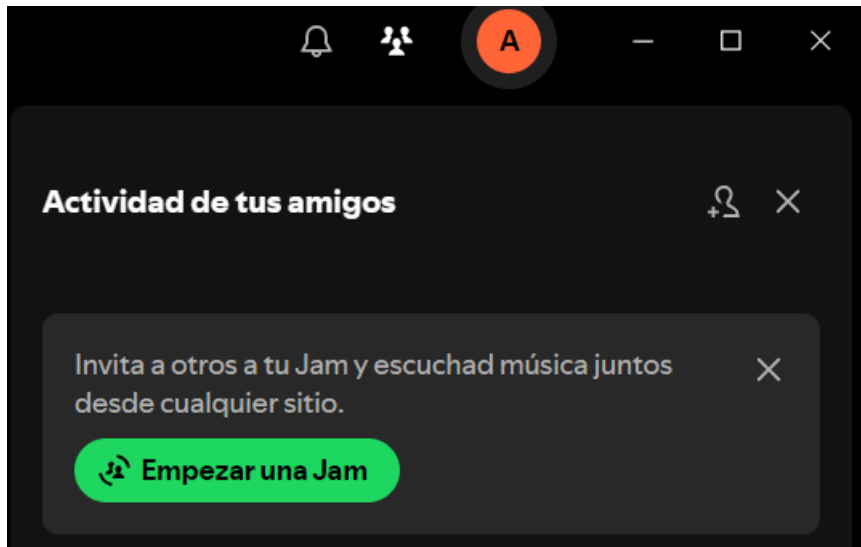 A
Actividad de tus amigos
Invita a otros a tu Jam y escuchad música juntos
desde cualquier sitio.
Empezar una Jam